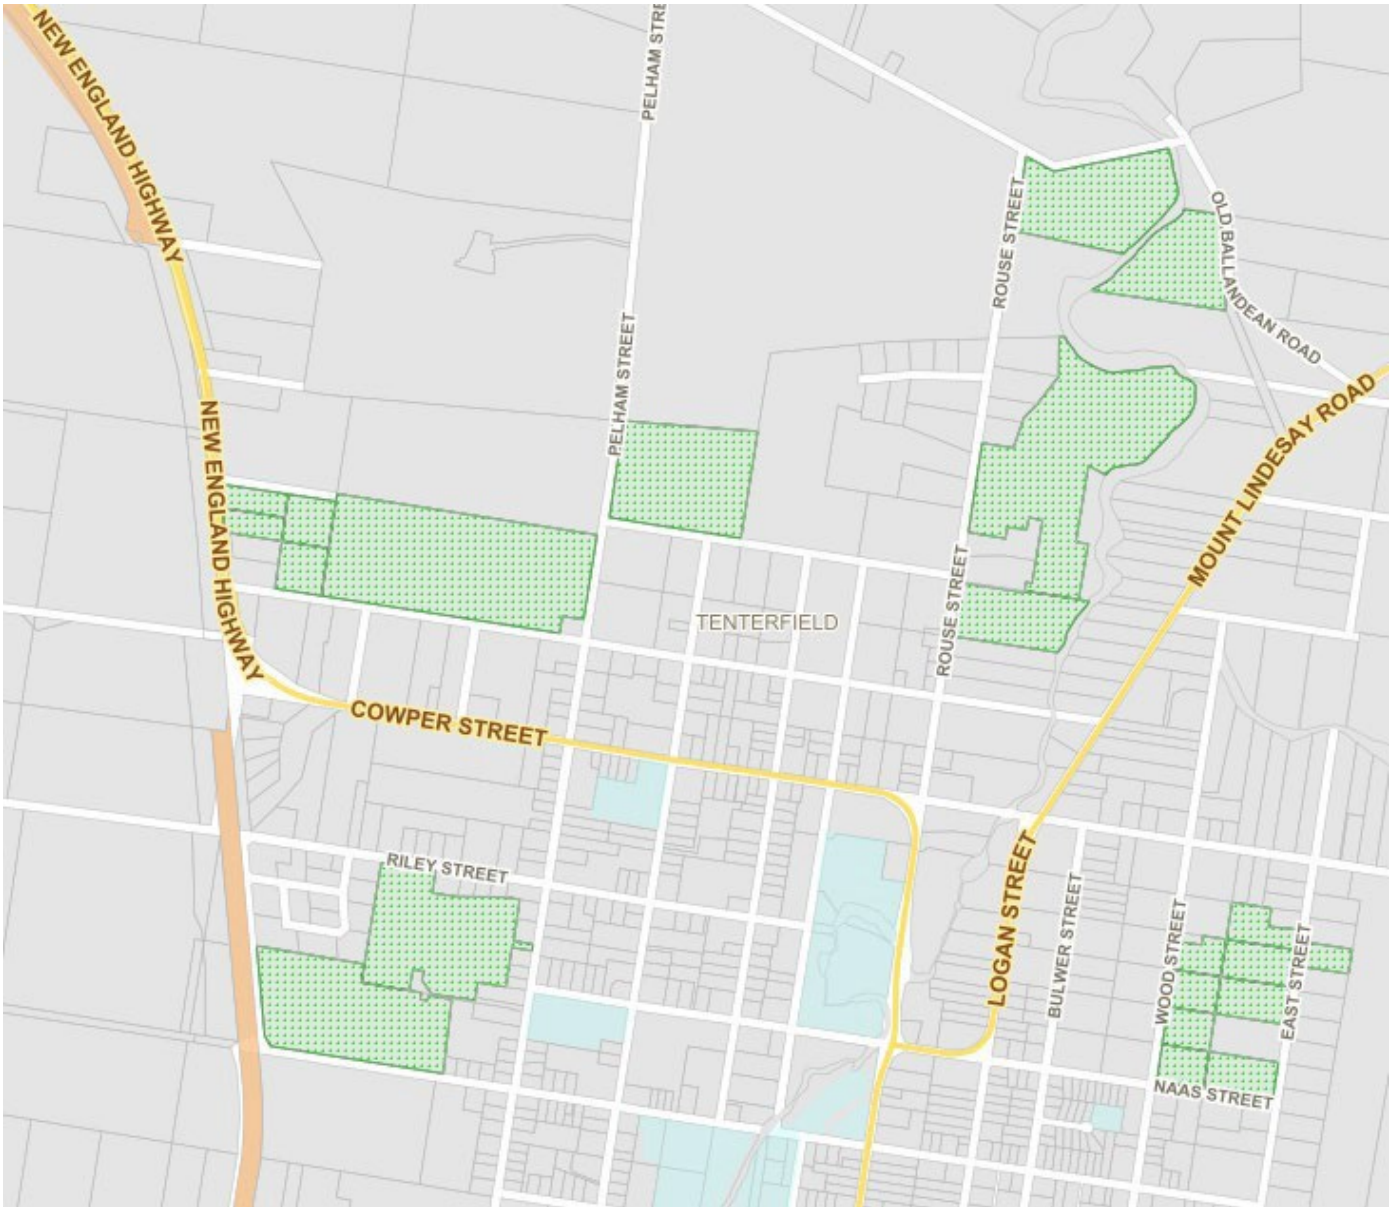 NEW ENGLAND HIGHWAY
PELHAM STRE
ROUSE STREET
OLD BALLANDEAN ROAD
PELHAM STREET
NEW ENGLAND HIGHWAY
MOUNT LINDESAY ROAD
ROUSE STREET
TENTERFIELD
COWPER STREET
RILEY STREET
LOGAN STREET
BULWER STREET
WOOD STREET
EAST STREET
NAAS STREET